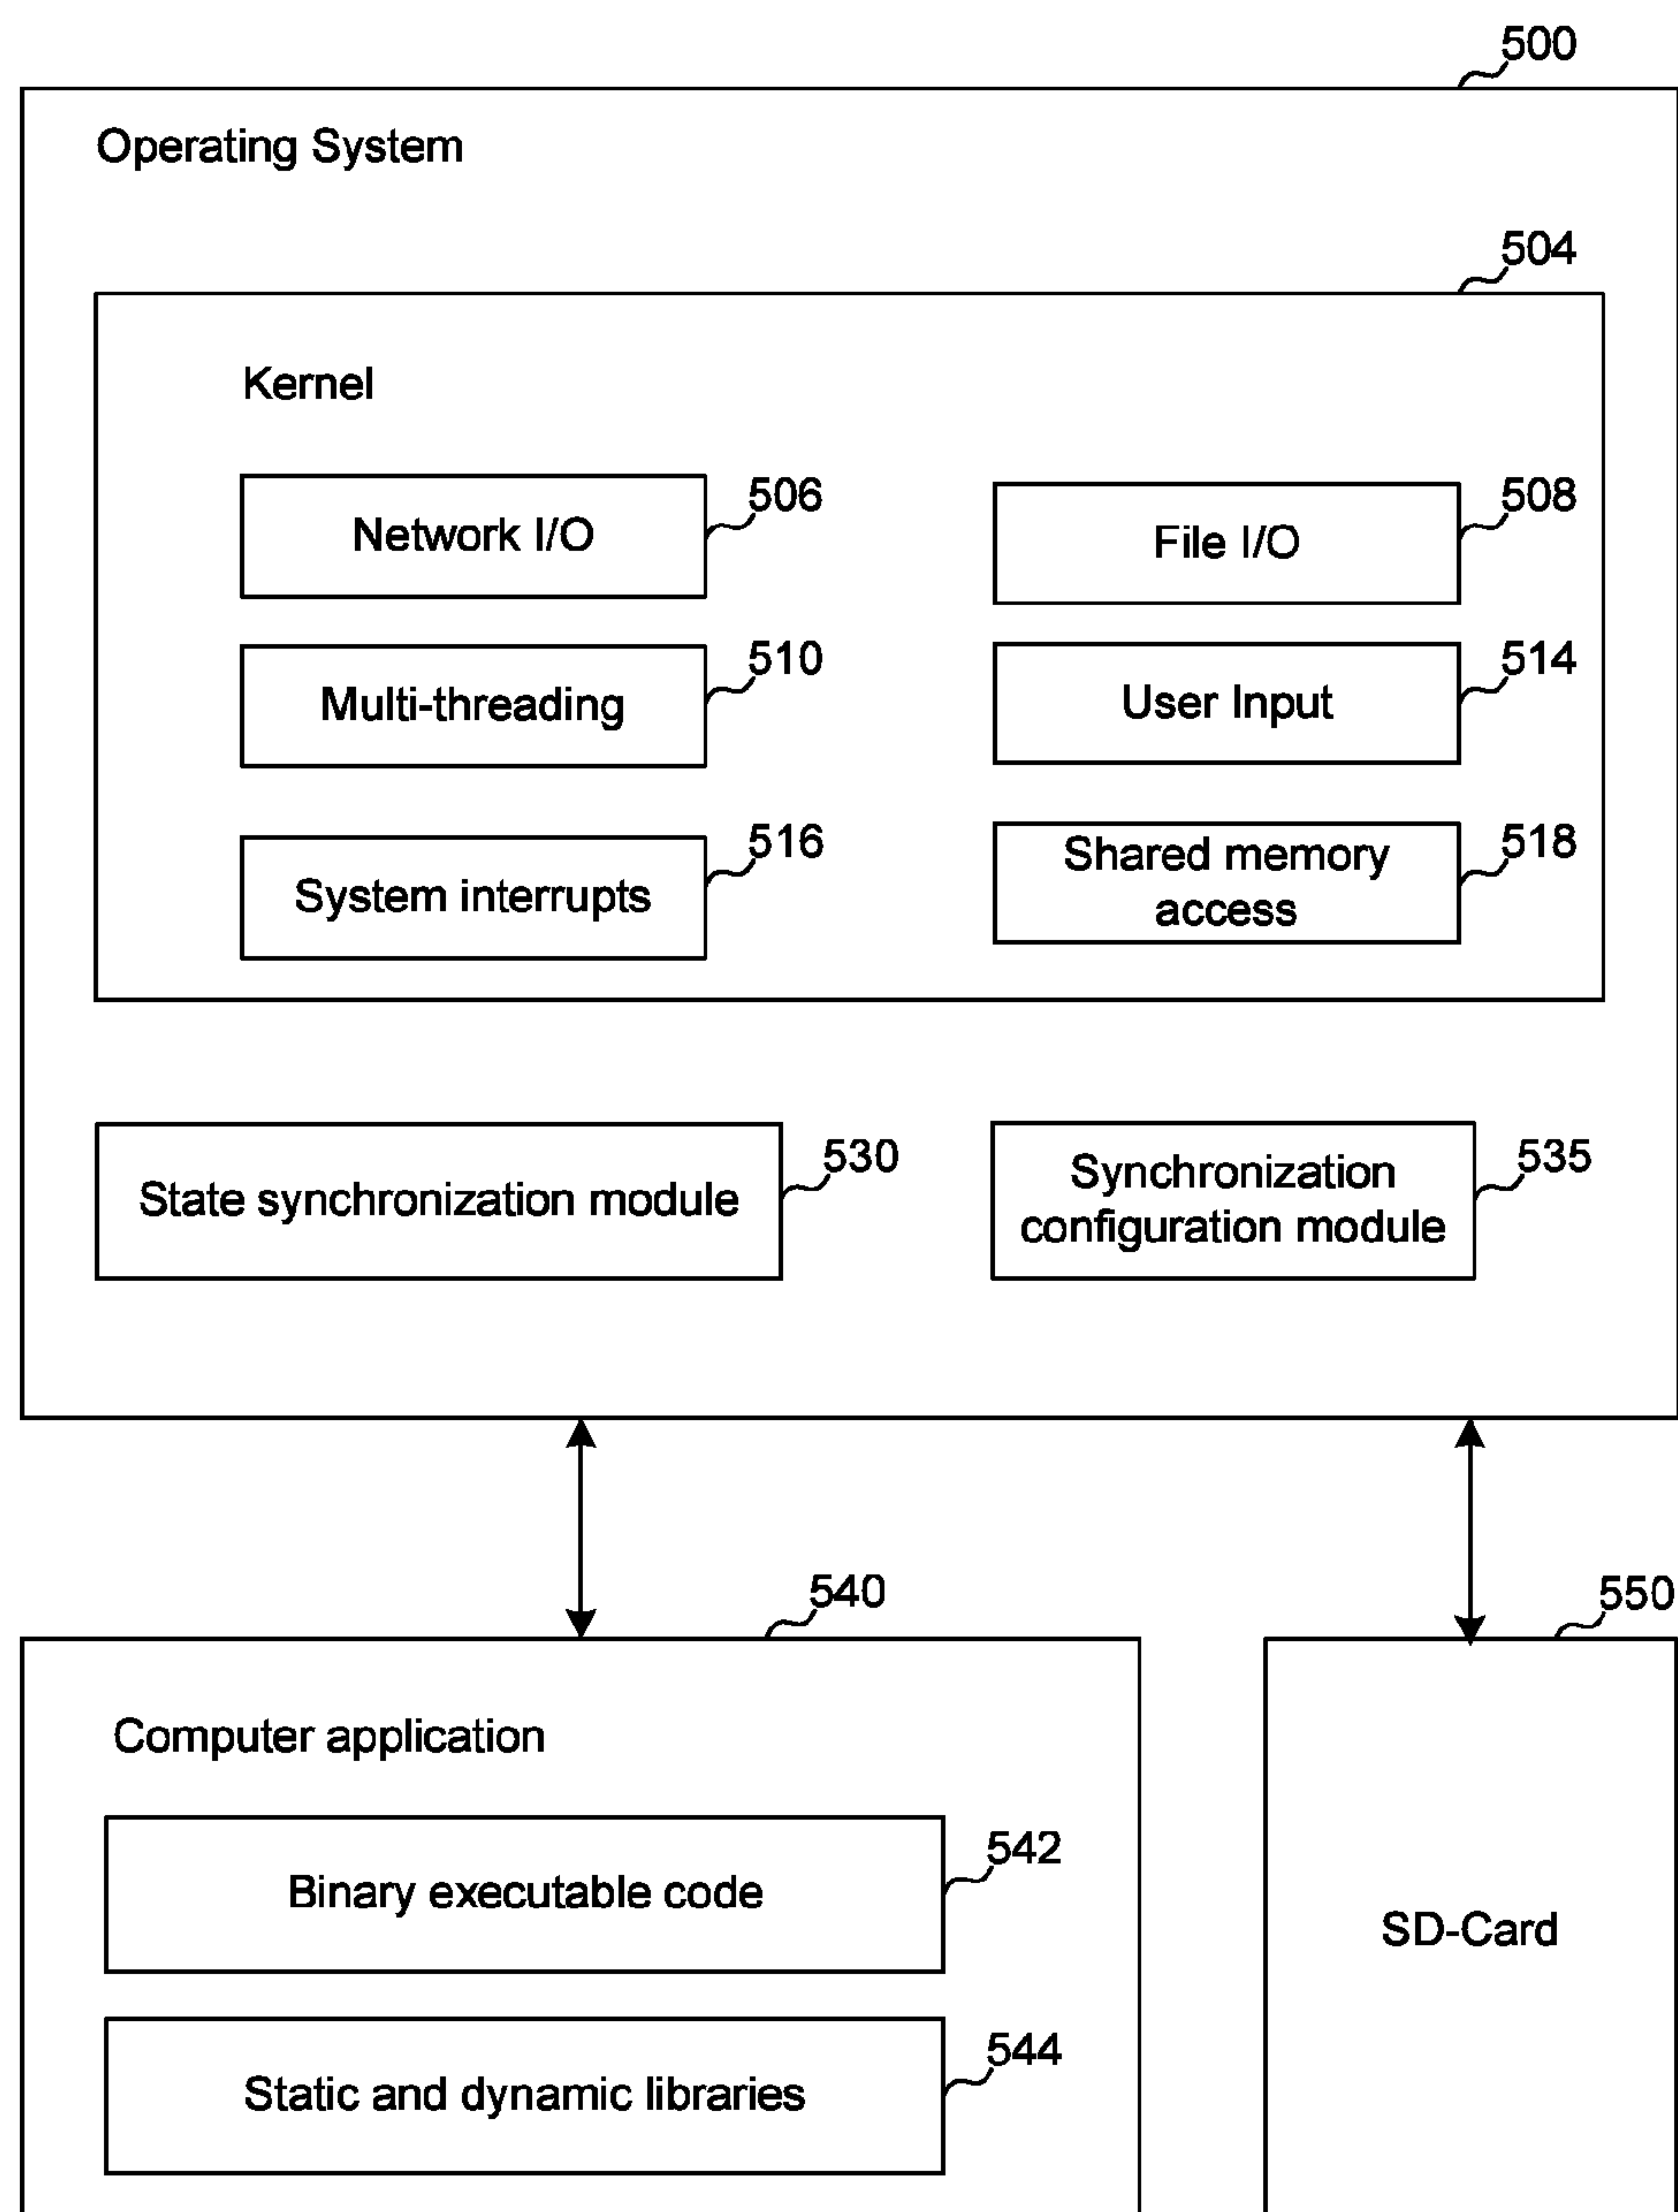 500
Operating System
504
Kernel
506
Network I/O
508
File I/O
510
Multi-threading
514
User Input
516
System interrupts
518
Shared memory
access
530
State synchronization module
535
Synchronization
configuration module
540
Computer application
542
Binary executable code
544
Static and dynamic libraries
550
SD-Card